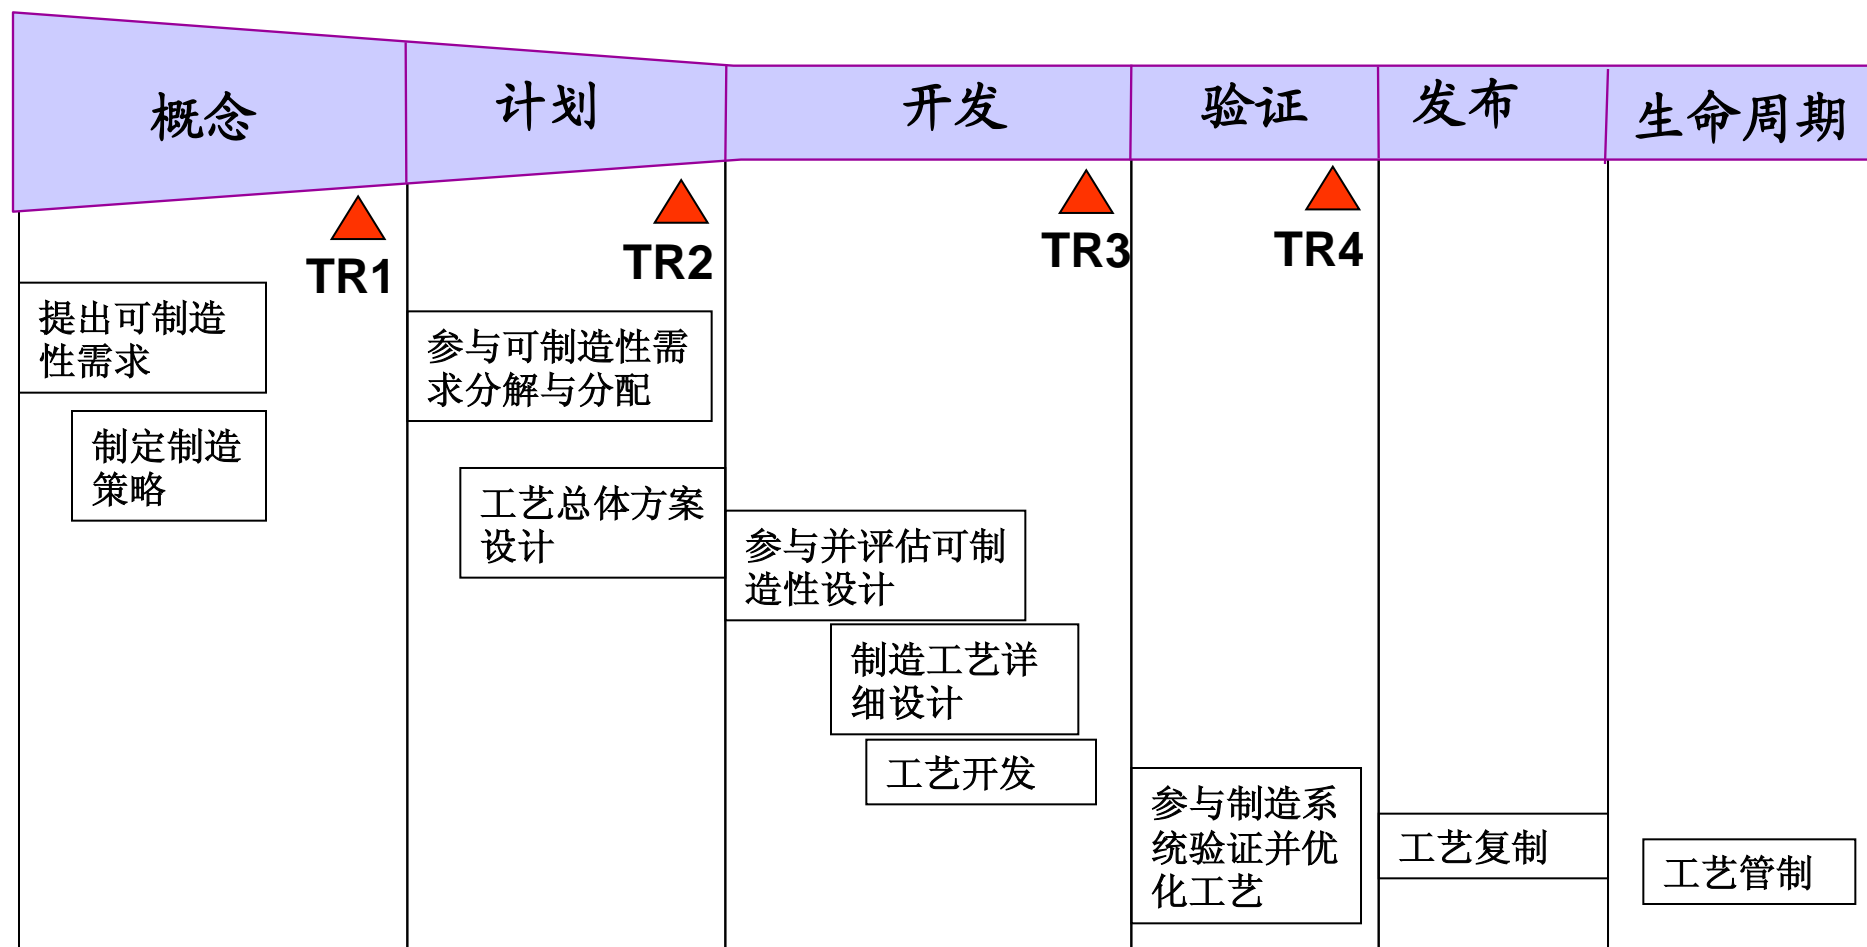 概念
计划
开发
验证
发布
生命周期
TR1
TR2
TR3
TR4
提出可制造
性需求
制定制造
策略
参与可制造性需
求分解与分配
工艺总体方案
设计
参与并评估可制
造性设计
制造工艺详
细设计
工艺开发
参与制造系
统验证并优
化工艺
工艺复制
工艺管制